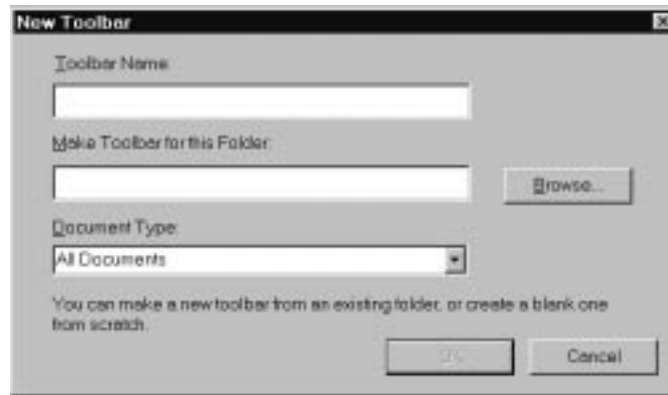 New Toolbar
Toolbar Name:
Make Toolbar for this Folder:
Browse...
Document Type:
All Documents
You can make a new toolbar from an existing folder, or create a blank one
from scratch.
OK
Cancel